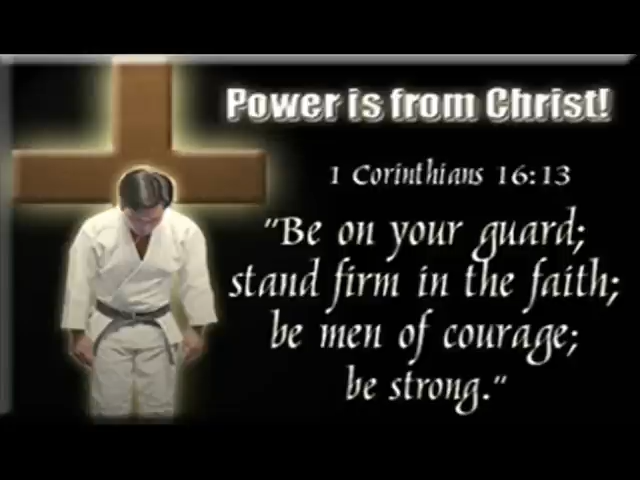 Power is from Christ!
1 Corinthians 16:13
"Be on your guard;
stand firm in the faith;
be men of courage;
be strong."